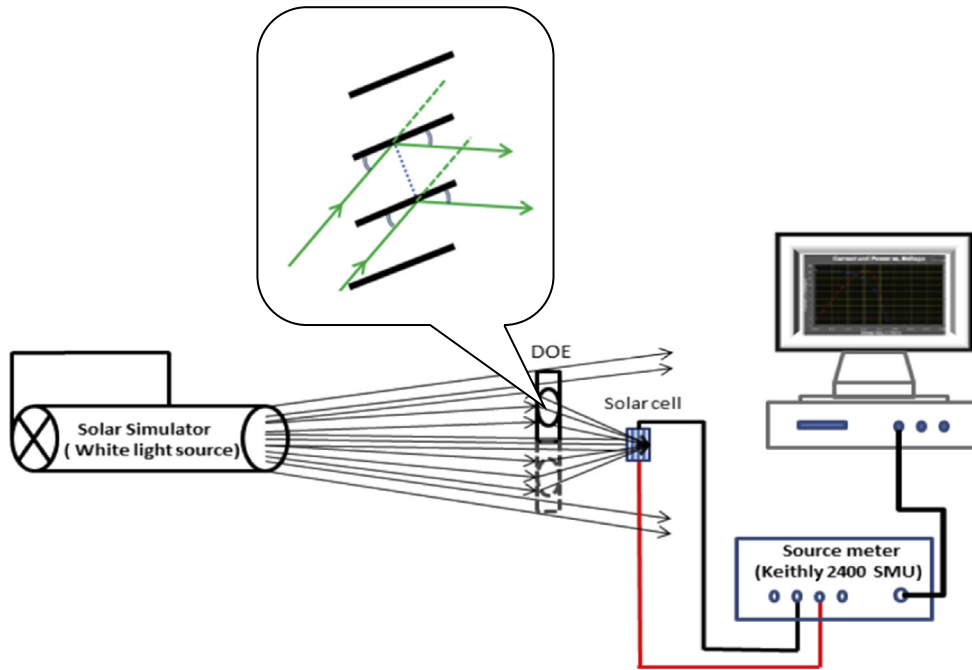 DOE
Solar cell
Solar Simulator
( White light source)
Current and Power vs. Voltage
Source meter
(Keithly 2400 SMU)